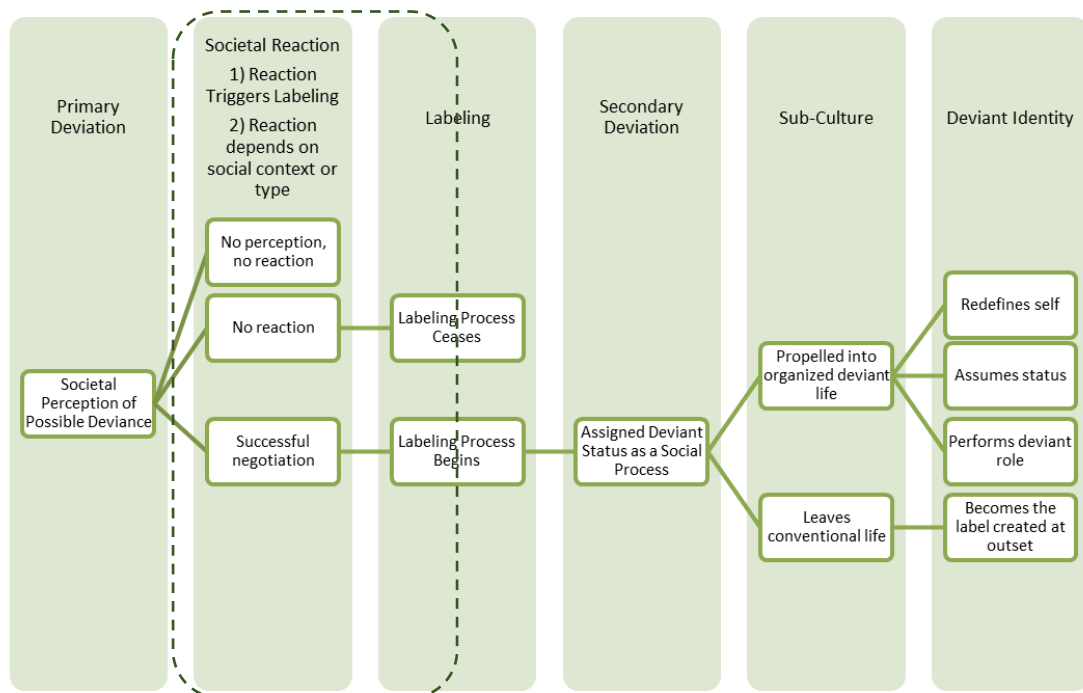 Primary
Deviation
Societal Perception of
Possible Deviance
Societal Reaction
1) Reaction
Triggers Labeling
2) Reaction
depends on
social context or
type
No perception,
no reaction
No reaction
Successful
negotiation
Labeling
Labeling Process
Ceases
Labeling Process
Begins
Secondary
Deviation
Assigned Deviant
Status as a Social
Process
Sub-Culture
Propelled into
organized deviant
life
Leaves
conventional life
Deviant Identity
Redefines self
Assumes status
Performs deviant
role
Becomes the
label created at
outset